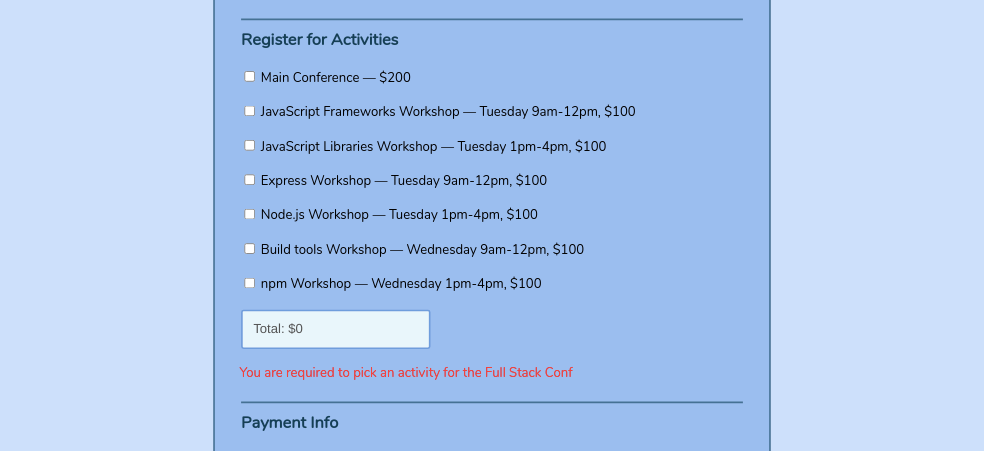 Register for Activities
Main Conference — $200
JavaScript Frameworks Workshop — Tuesday 9am-12pm, $100
JavaScript Libraries Workshop — Tuesday 1pm-4pm, $100
Express Workshop — Tuesday 9am-12pm, $100
Node.js Workshop — Tuesday 1pm-4pm, $100
Build tools Workshop — Wednesday 9am-12pm, $100
npm Workshop — Wednesday 1pm-4pm, $100
Total: $0
You are required to pick an activity for the Full Stack Conf
Payment Info